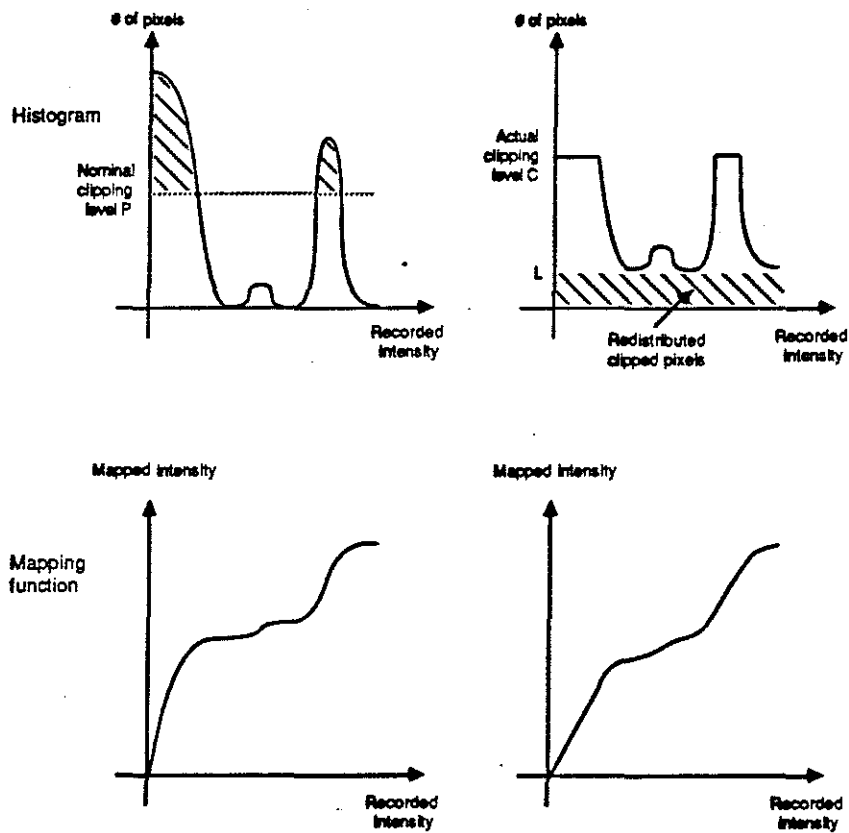 # of pixels
# of pixels
Histogram
Nominal
clipping
level P
Recorded
Intensity
Actual
clipping
level C
L
Redistributed
clipped pixels
Recorded
Intensity
Mapped Intensity
Mapped Intensity
Mapping
function
Recorded
Intensity
Recorded
Intensity